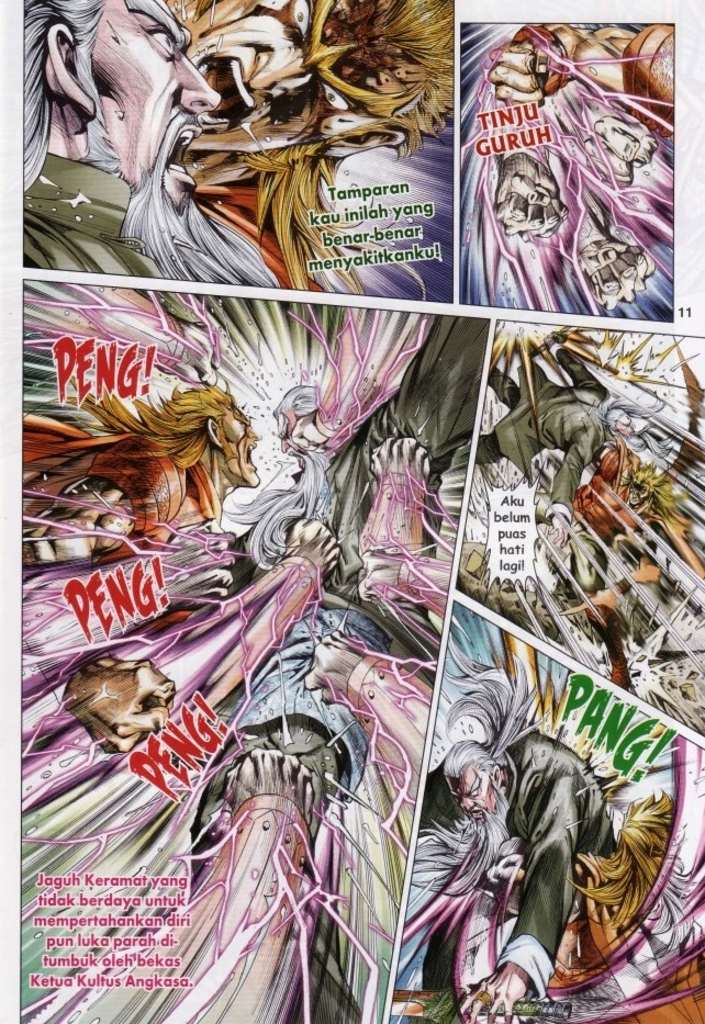 Tamparan
kau inilah yang
benar-benar
menyakitkanku!
TINJU
GURUH
11
PENG!
PENG!
PENG!
Aku
belum
puas
hati
lagi!
PANG!
Jaguh Keramat yang
tidak berdaya untuk
mempertahankan diri
pun luka parah di-
tumbuk oleh bekas
Ketua Kultus Angkasa.